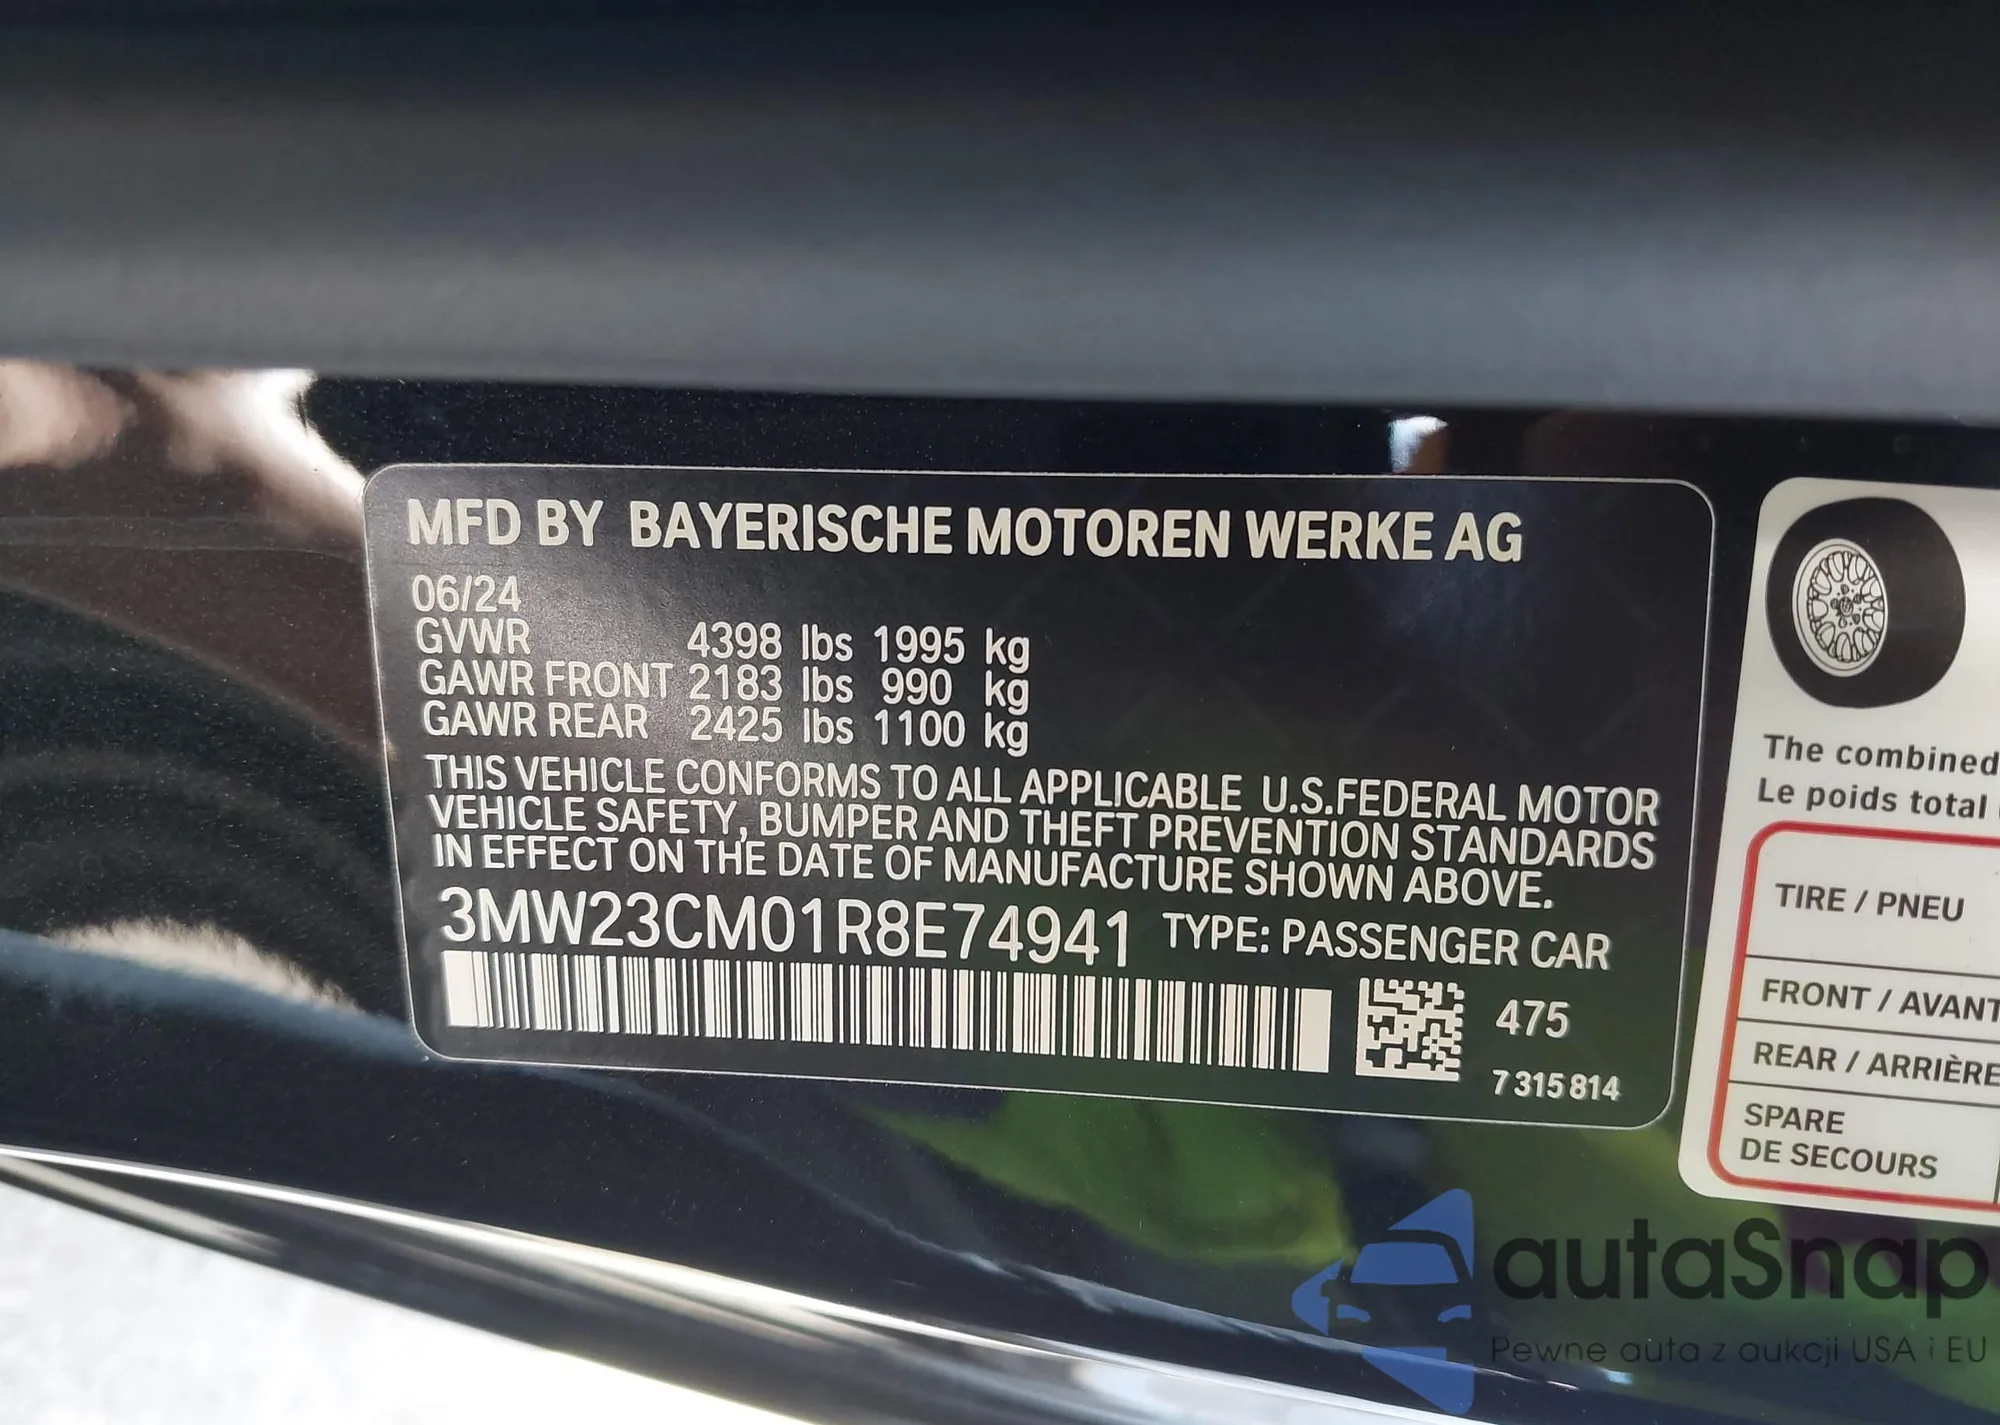 MFD BY BAYERISCHE MOTOREN WERKE AG
06/24
GVWR 4398 lbs 1995 kg
GAWR FRONT 2183 lbs 990 kg
GAWR REAR 2425 lbs 1100 kg
THIS VEHICLE CONFORMS TO ALL APPLICABLE U.S.FEDERAL MOTOR
VEHICLE SAFETY, BUMPER AND THEFT PREVENTION STANDARDS
IN EFFECT ON THE DATE OF MANUFACTURE SHOWN ABOVE.
3MW23CM01R8E74941 TYPE: PASSENGER CAR
475
7 315 814
The combined
Le poids total
TIRE / PNEU
FRONT / AVANT
REAR / ARRIÈRE
SPARE
DE SECOURS
autaSnap
Pewne auta z aukcji USA i EU